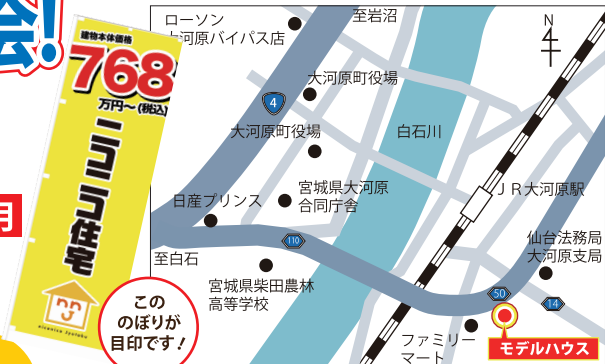 会!
建物本体価格
768
万円〜(税込)
ニコニコ住宅
niconico jyutaku
月
この
のぼりが
目印です!
ローソン
大河原バイパス店
至岩沼
N
4
大河原町役場
大河原町役場
白石川
日産プリンス
宮城県大河原
合同庁舎
JR大河原駅
至白石
110
宮城県柴田農林
高等学校
仙台法務局
大河原支局
50
14
ファミリー
マート
モデルハウス